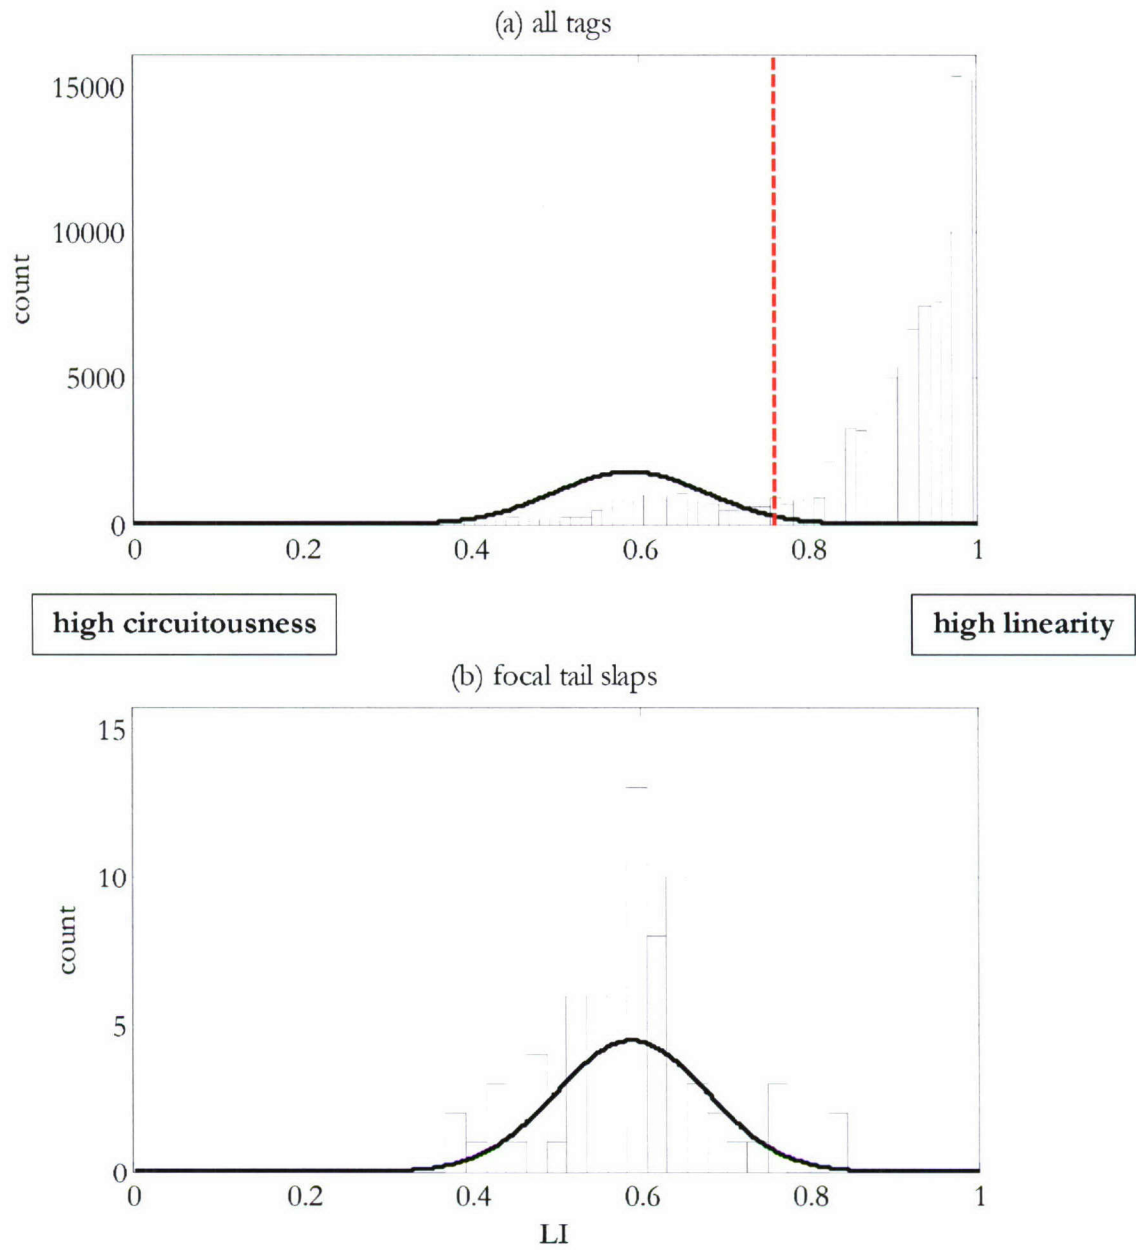 (a) all tags
15000
10000
5000
0
count
0 0.2 0.4 0.6 0.8 1
high circuitousness high linearity
(b) focal tail slaps
15
10
5
0
count
0 0.2 0.4 0.6 0.8 1
LI